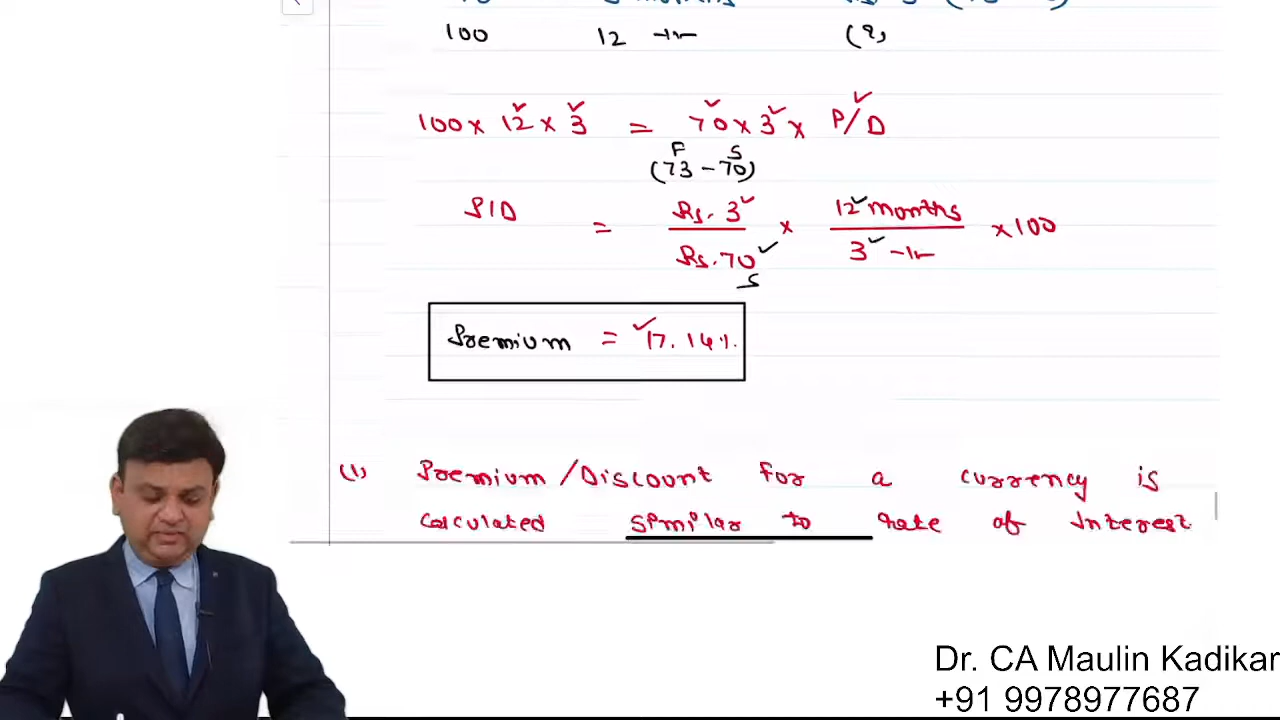 100 12 -11- (?)
100 x 12 x 3 = 70 x 3 x P/D
F S
(73 - 70)
P/D = Rs. 3 / Rs. 70 x 12 months / 3 -11- x 100
S
Premium = 17.14%.
(1) Premium/Discount for a currency is
calculated similar to rate of Interest
Dr. CA Maulin Kadikar
+91 9978977687